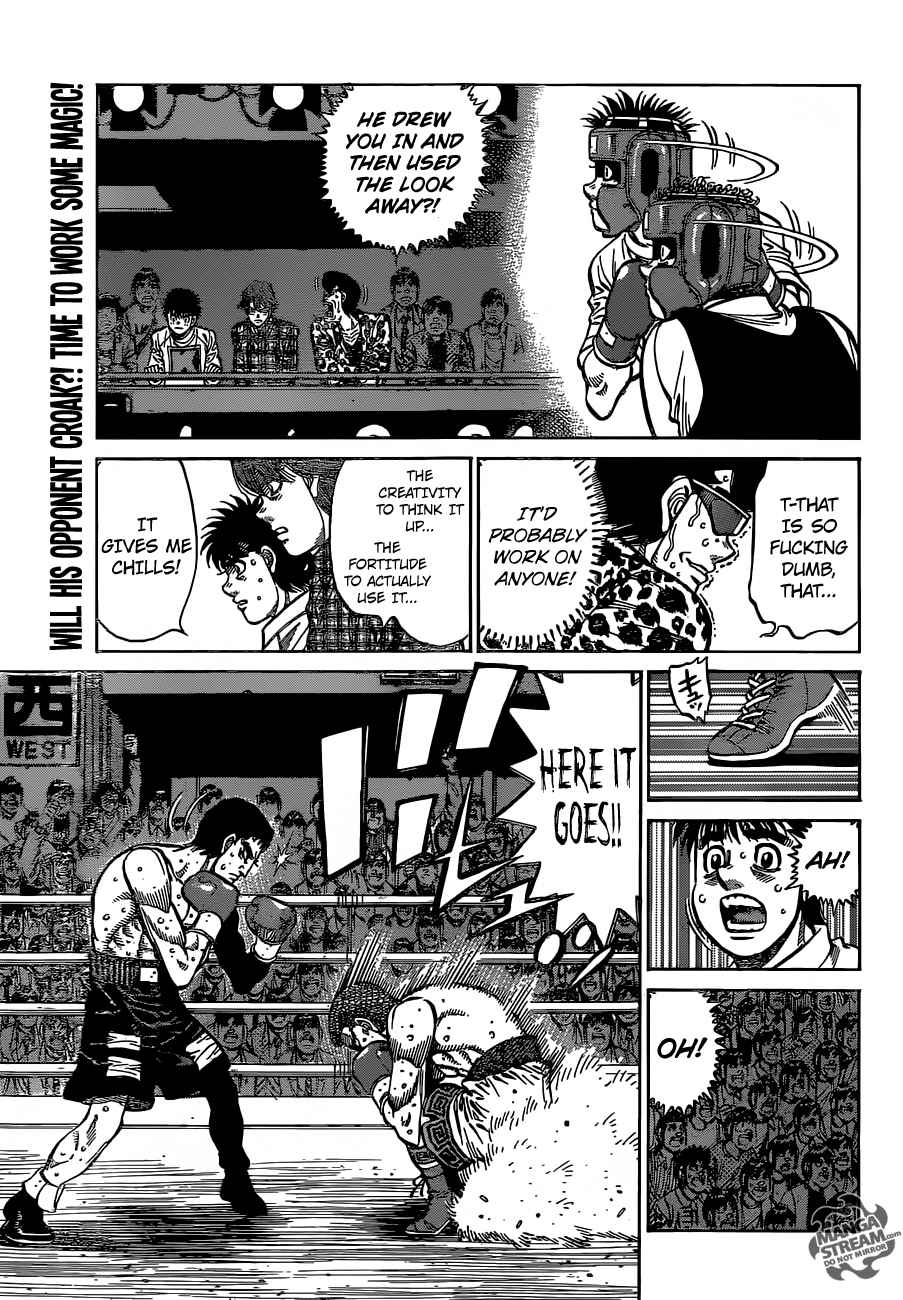 WILL HIS OPPONENT CROAK?! TIME TO WORK SOME MAGIC!
HE DREW
YOU IN AND
THEN USED
THE LOOK
AWAY?!
T-THAT
IS SO
FUCKING
DUMB,
THAT...
IT'D
PROBABLY
WORK ON
ANYONE!
THE
CREATIVITY
TO THINK IT
UP...
THE
FORTITUDE
TO ACTUALLY
USE IT...
IT
GIVES ME
CHILLS!
キュッ
AH!
OH!
HERE IT
GOES!!
西
WEST
MANGA
STREAM.com
DO NOT MIRROR